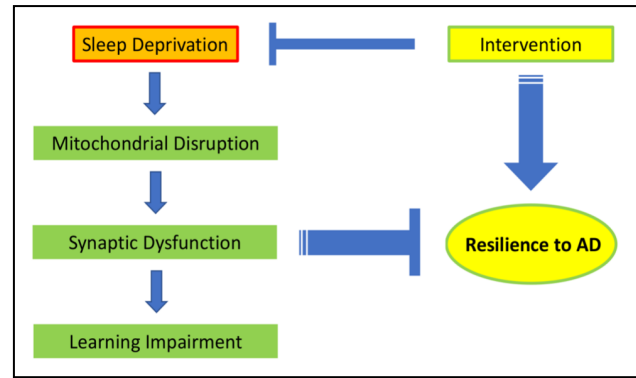 Sleep Deprivation
Intervention
Mitochondrial Disruption
Synaptic Dysfunction
Resilience to AD
Learning Impairment